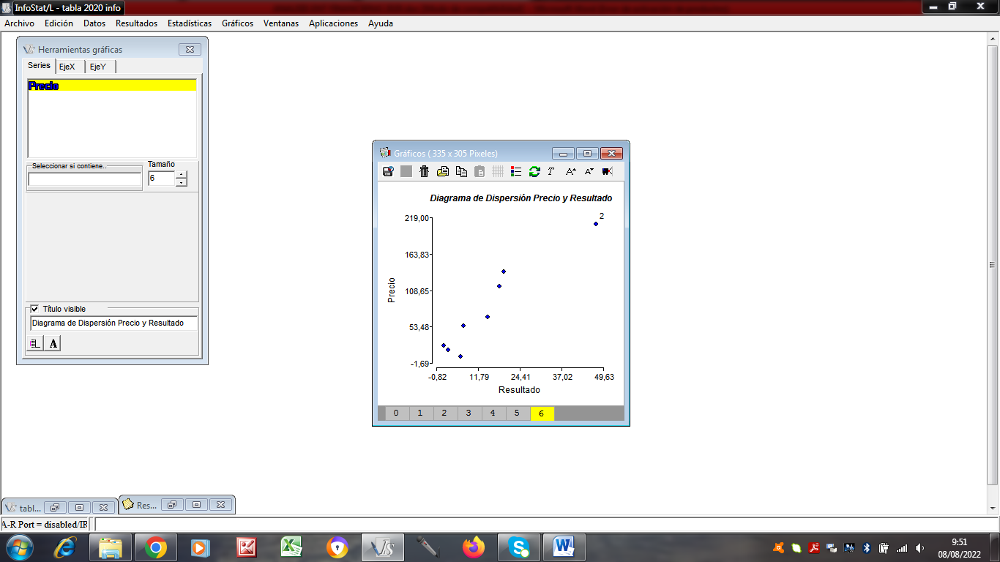 InfoStat/L - tabla 2020 info
Archivo Edición Datos Resultados Estadísticas Gráficos Ventanas Aplicaciones Ayuda
Herramientas gráficas
Series EjeX EjeY
Precio
Seleccionar si contiene..
Tamaño
6
Título visible
Diagrama de Dispersión Precio y Resultado
A
Gráficos ( 335 x 305 Pixeles)
T A A
Diagrama de Dispersión Precio y Resultado
2
219,00
163,83
108,65
53,48
-1,69
Precio
-0,82 11,79 24,41 37,02 49,63
Resultado
0 1 2 3 4 5 6
tabl...
Res...
A-R Port = disabled/IR
9:51
08/08/2022